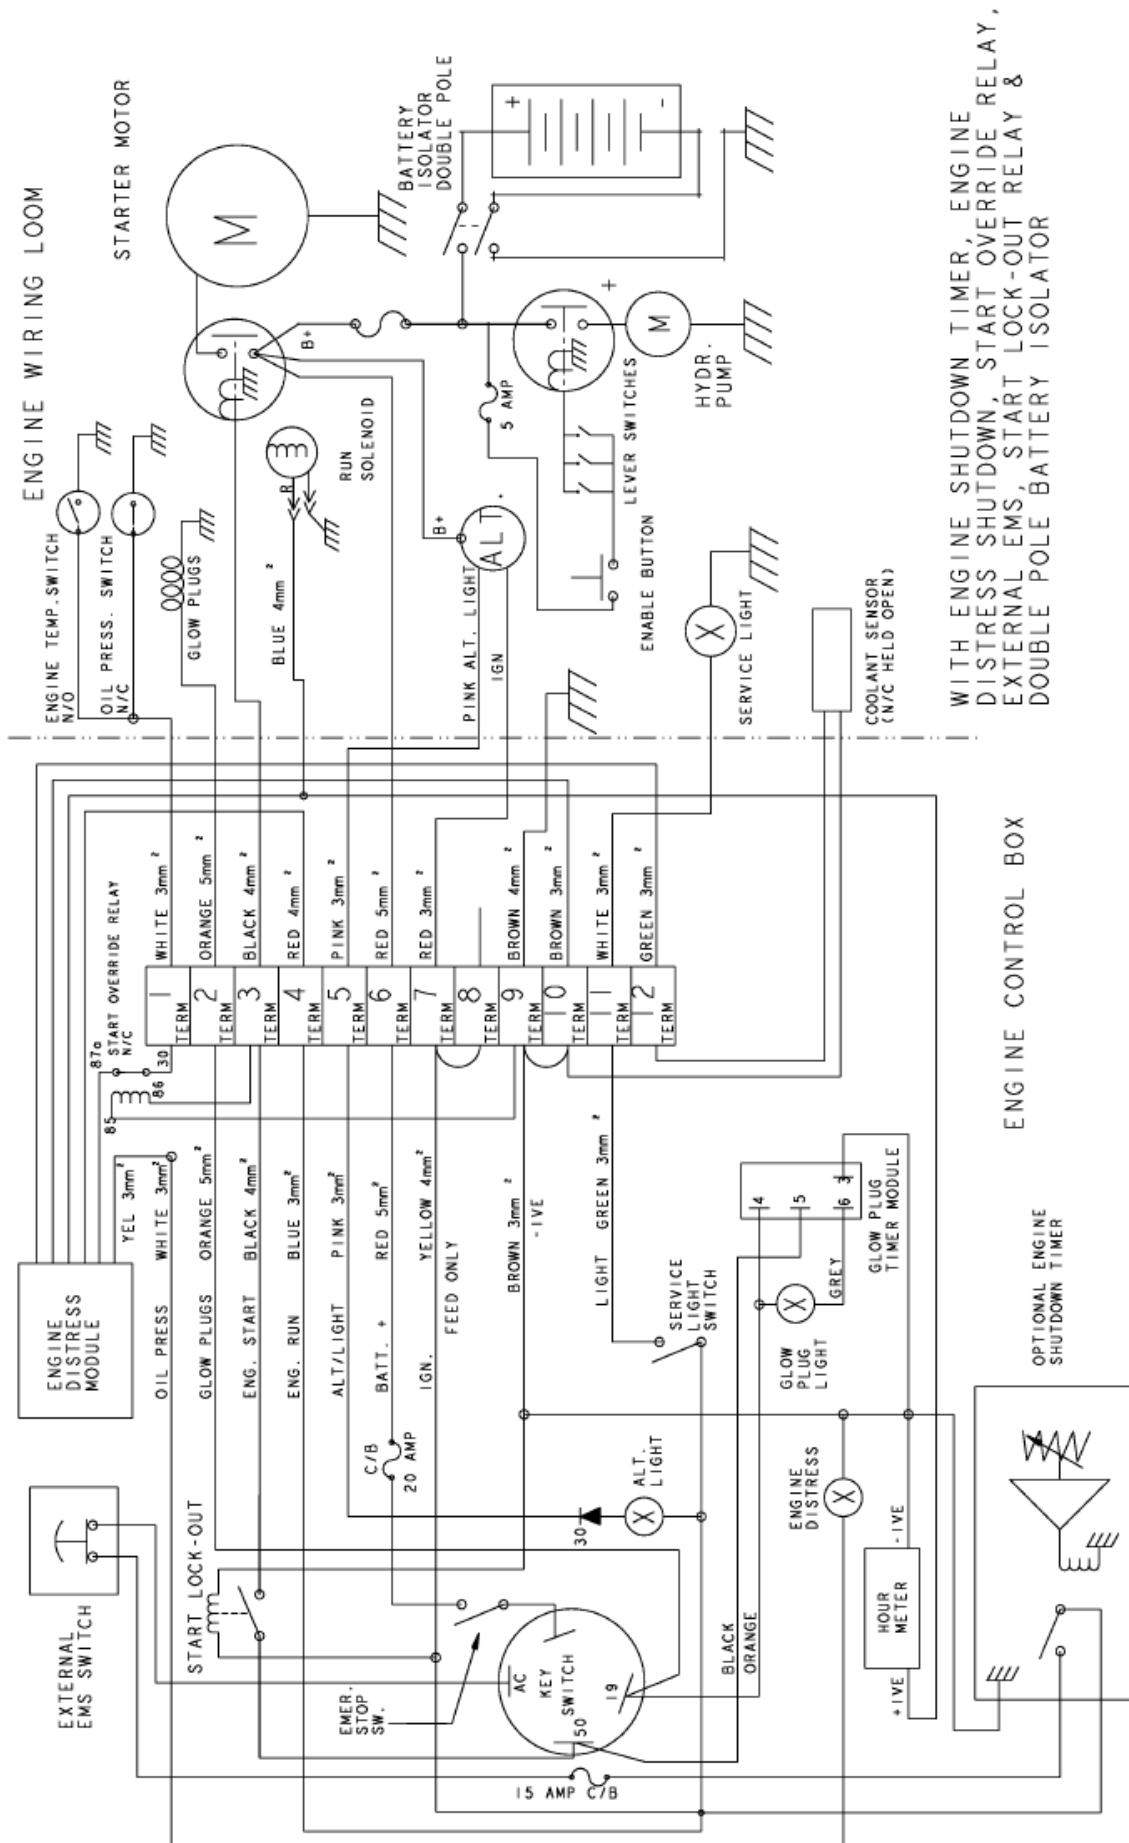 ENGINE WIRING LOOM
STARTER MOTOR
M
BATTERY
ISOLATOR
DOUBLE POLE
+
-
ENGINE TEMP. SWITCH
N/O
OIL PRESS. SWITCH
N/C
GLOW PLUGS
BLUE 4mm²
R
RUN
SOLENOID
B+
B+
5 AMP
+
M
HYDR.
PUMP
LEVER SWITCHES
ALT.
PINK ALT. LIGHT
IGN
ENABLE BUTTON
SERVICE LIGHT
X
COOLANT SENSOR
(N/C HELD OPEN)
WITH ENGINE SHUTDOWN TIMER, ENGINE
DISTRESS SHUTDOWN, START OVERRIDE RELAY,
EXTERNAL EMS, START LOCK-OUT RELAY &
DOUBLE POLE BATTERY ISOLATOR
START OVERRIDE RELAY
N/C
87a
30
86
85
WHITE 3mm²
ORANGE 5mm²
BLACK 4mm²
RED 4mm²
PINK 3mm²
RED 5mm²
RED 3mm²
BROWN 4mm²
BROWN 3mm²
WHITE 3mm²
GREEN 3mm²
TERM 1
TERM 2
TERM 3
TERM 4
TERM 5
TERM 6
TERM 7
TERM 8
TERM 9
TERM 10
TERM 11
TERM 12
ENGINE CONTROL BOX
ENGINE
DISTRESS
MODULE
YEL 3mm²
OIL PRESS WHITE 3mm²
GLOW PLUGS ORANGE 5mm²
ENG. START BLACK 4mm²
ENG. RUN BLUE 3mm²
ALT/LIGHT PINK 3mm²
BATT. + RED 5mm²
IGN. YELLOW 4mm²
FEED ONLY
BROWN 3mm²
-IVE
LIGHT GREEN 3mm²
SERVICE
LIGHT
SWITCH
4
5
6
3
GLOW PLUG
TIMER MODULE
GREY
X
GLOW
PLUG
LIGHT
OPTIONAL ENGINE
SHUTDOWN TIMER
C/B
20 AMP
30
X
ALT.
LIGHT
ENGINE
DISTRESS
X
EXTERNAL
EMS SWITCH
START LOCK-OUT
EMER.
STOP
SW.
AC
KEY
SWITCH
19
50
BLACK
ORANGE
HOUR
METER
-IVE
+IVE
15 AMP C/B